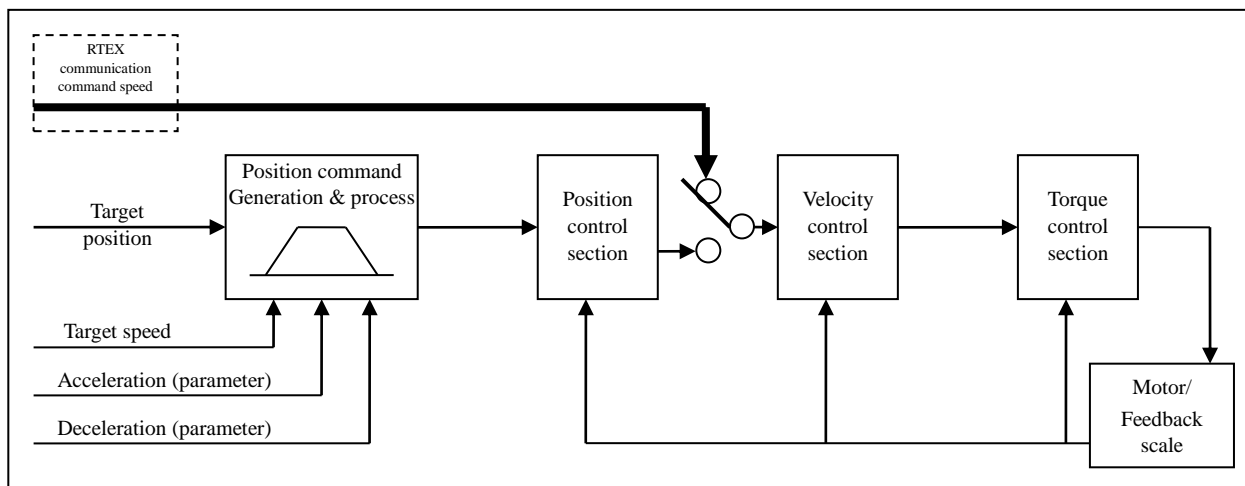 RTEX
communication
command speed
Position command
Generation & process
Target
position
Position
control
section
Velocity
control
section
Torque
control
section
Target speed
Acceleration (parameter)
Deceleration (parameter)
Motor/
Feedback
scale